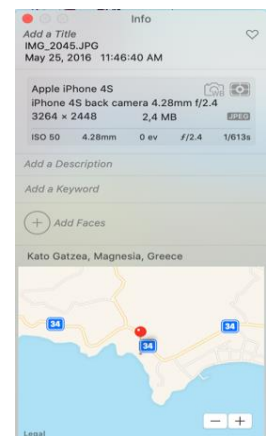 Info
Add a Title
IMG_2045.JPG
May 25, 2016 11:46:40 AM
Apple iPhone 4S
iPhone 4S back camera 4.28mm f/2.4
3264 × 2448 2,4 MB JPEG
ISO 50 4.28mm 0 ev ƒ/2.4 1/613s
Add a Description
Add a Keyword
+ Add Faces
Kato Gatzea, Magnesia, Greece
34
34
34
− +
Legal